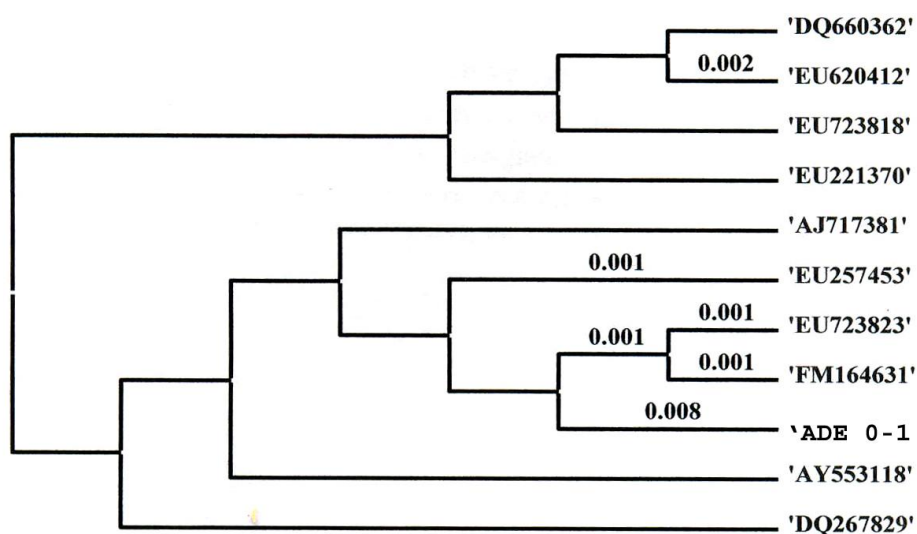 'DQ660362'
0.002
'EU620412'
'EU723818'
'EU221370'
'AJ717381'
0.001
'EU257453'
0.001
'EU723823'
0.001
0.001
'FM164631'
0.008
‘ADE 0-1
'AY553118'
'DQ267829'